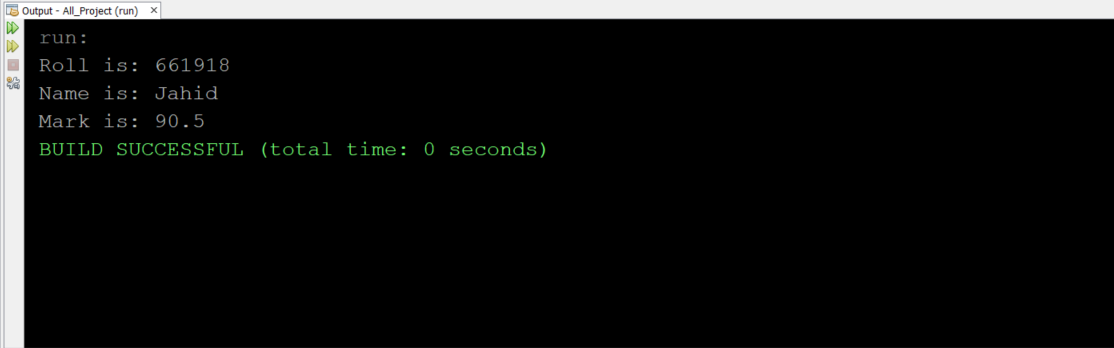 Output - All_Project (run)
run:
Roll is: 661918
Name is: Jahid
Mark is: 90.5
BUILD SUCCESSFUL (total time: 0 seconds)